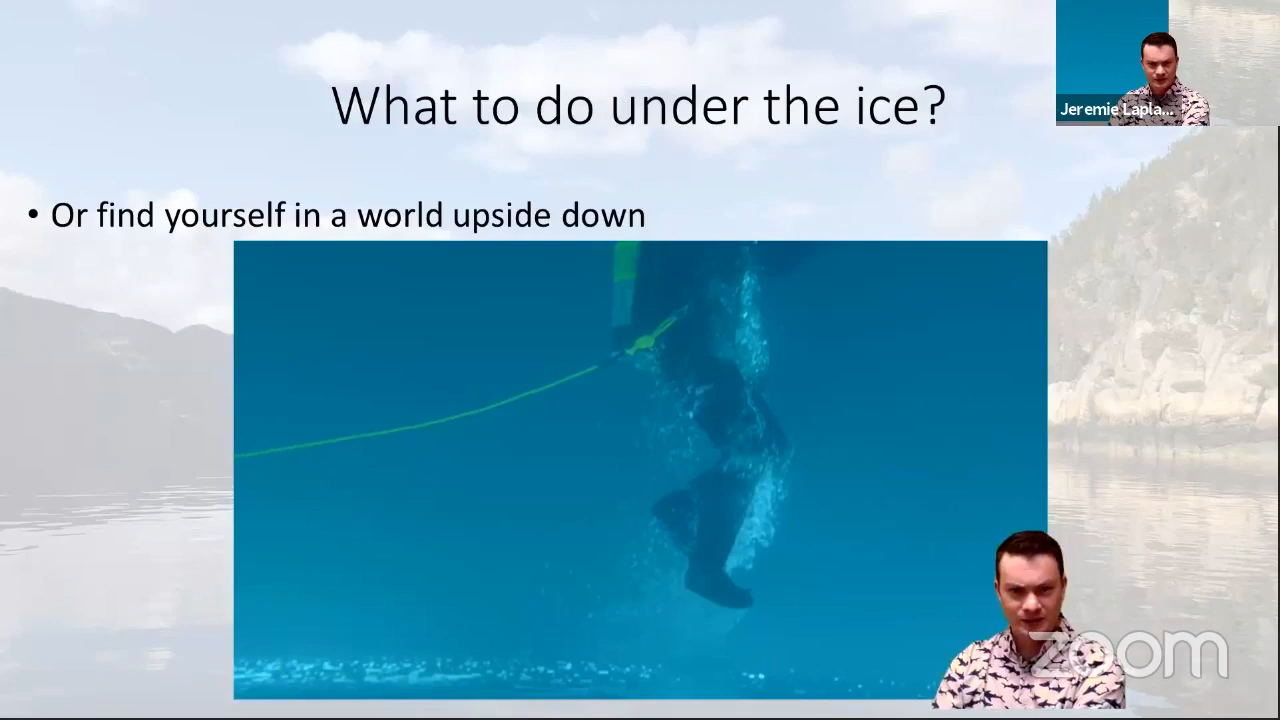 What to do under the ice?
Jeremie Lapla...
• Or find yourself in a world upside down
zoom